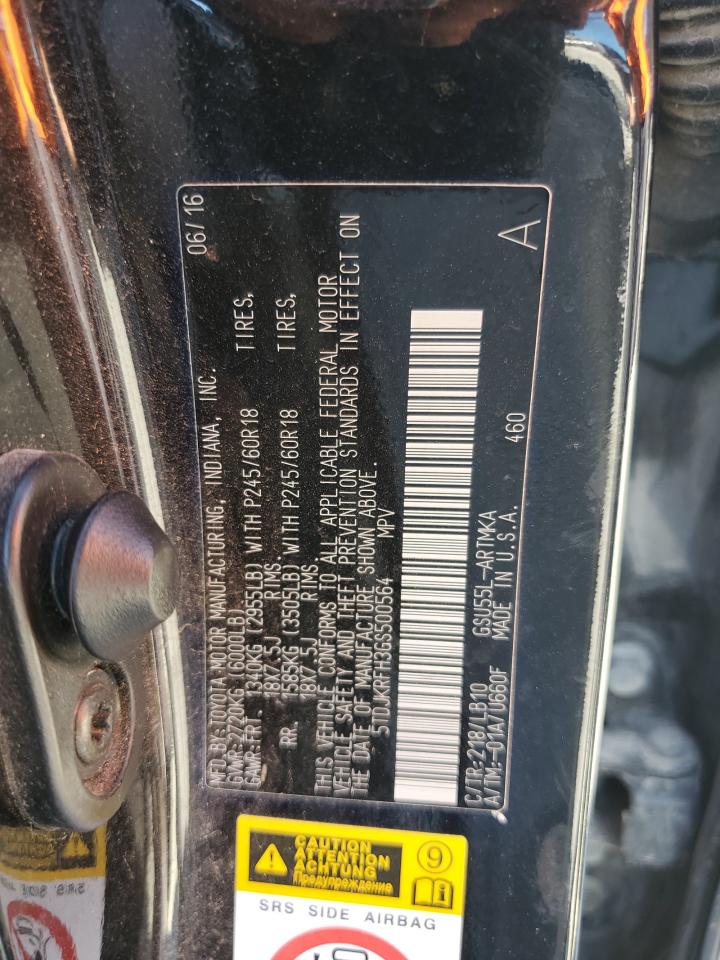 MFD. BY: TOYOTA MOTOR MANUFACTURING, INDIANA, INC. 06/16
GVWR: 2720KG (6000LB)
GAWR: FRT. 1340KG (2955LB) WITH P245/60R18 TIRES,
18X7.5J RIMS,
RR 1585KG (3505LB) WITH P245/60R18 TIRES,
18X7.5J RIMS.
THIS VEHICLE CONFORMS TO ALL APPLICABLE FEDERAL MOTOR
VEHICLE SAFETY AND THEFT PREVENTION STANDARDS IN EFFECT ON
THE DATE OF MANUFACTURE SHOWN ABOVE.
5TDJKRFH3GS500564 MPV
C/TR: 218/LB10 GSU55L-ARTMKA 460 A
A/TM: -01A/U660F MADE IN U.S.A.
CAUTION
ATTENTION
ACHTUNG
Предупреждение
9
SRS SIDE AIRBAG